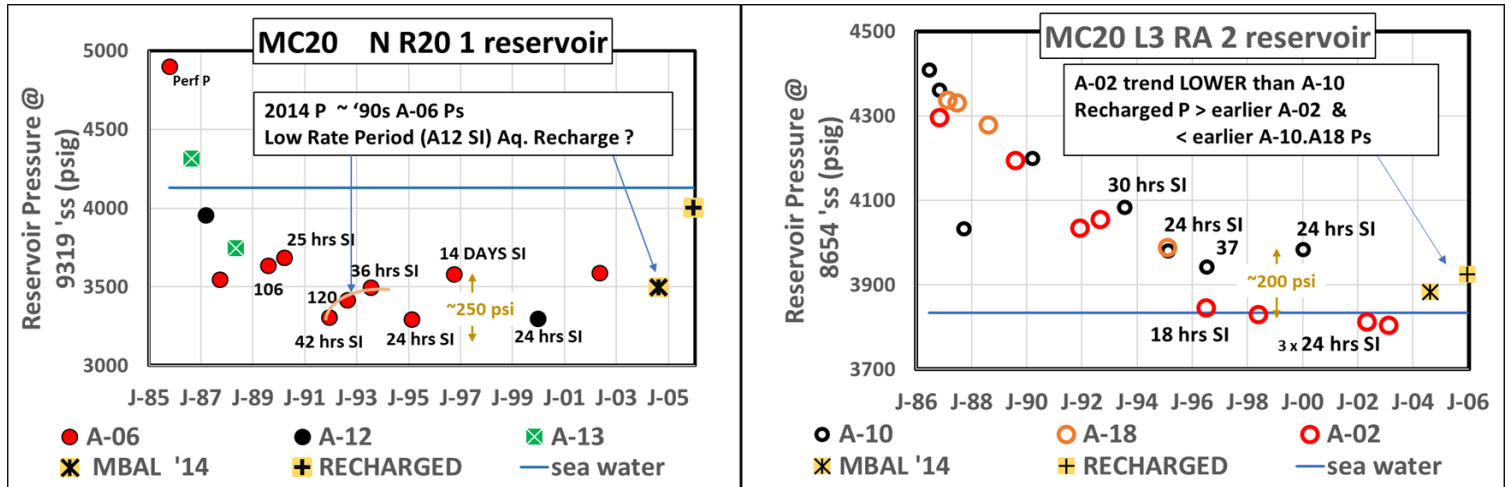 MC20 N R20 1 reservoir
Reservoir Pressure @
9319 'ss (psig)
5000
4500
4000
3500
3000
Perf P
2014 P ~ ‘90s A-06 Ps
Low Rate Period (A12 SI) Aq. Recharge ?
25 hrs SI
106
120
36 hrs SI
42 hrs SI
14 DAYS SI
~250 psi
24 hrs SI
24 hrs SI
J-85 J-87 J-89 J-91 J-93 J-95 J-97 J-99 J-01 J-03 J-05
A-06 A-12 A-13
MBAL '14 RECHARGED sea water
MC20 L3 RA 2 reservoir
Reservoir Pressure @
8654 'ss (psig)
4500
4300
4100
3900
3700
A-02 trend LOWER than A-10
Recharged P > earlier A-02 &
< earlier A-10.A18 Ps
30 hrs SI
24 hrs SI
37
24 hrs SI
~200 psi
18 hrs SI
3 x 24 hrs SI
J-86 J-88 J-90 J-92 J-94 J-96 J-98 J-00 J-02 J-04 J-06
A-10 A-18 A-02
MBAL '14 RECHARGED sea water